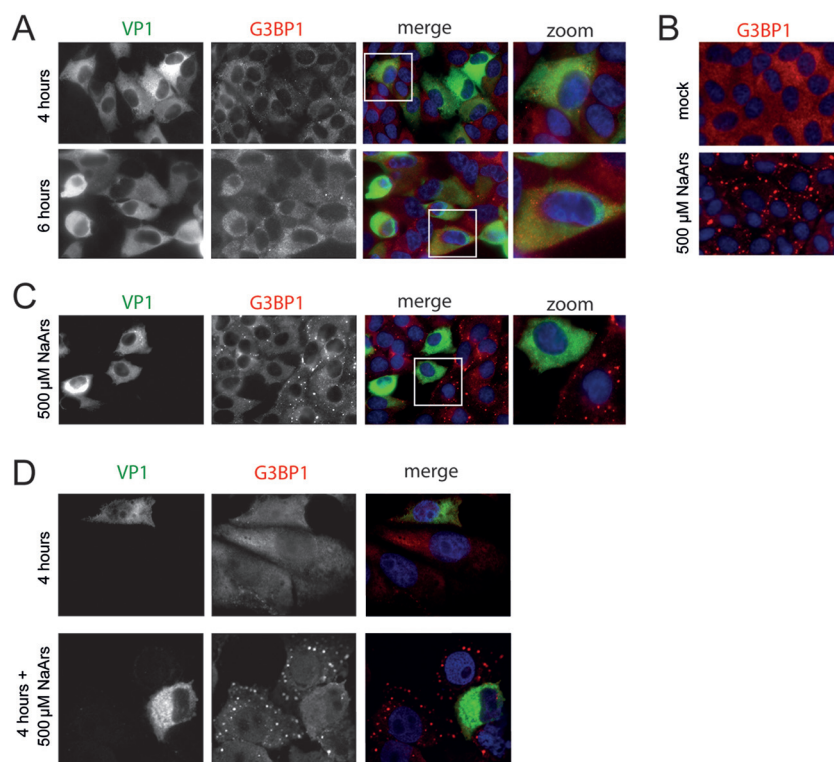 A
VP1 G3BP1 merge zoom
4 hours
6 hours
B
G3BP1
mock
500 µM NaArs
C
VP1 G3BP1 merge zoom
500 µM NaArs
D
VP1 G3BP1 merge
4 hours
4 hours +
500 µM NaArs